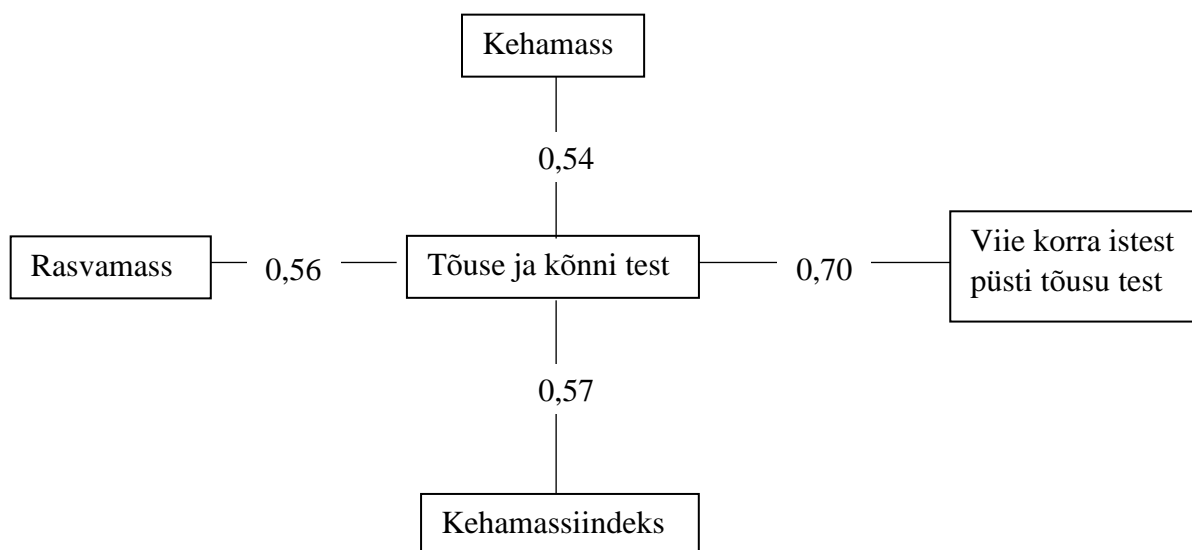 Kehamass
0,54
Rasvamass
0,56
Tõuse ja kõnni test
0,70
Viie korra istest
püsti tõusu test
0,57
Kehamassiindeks